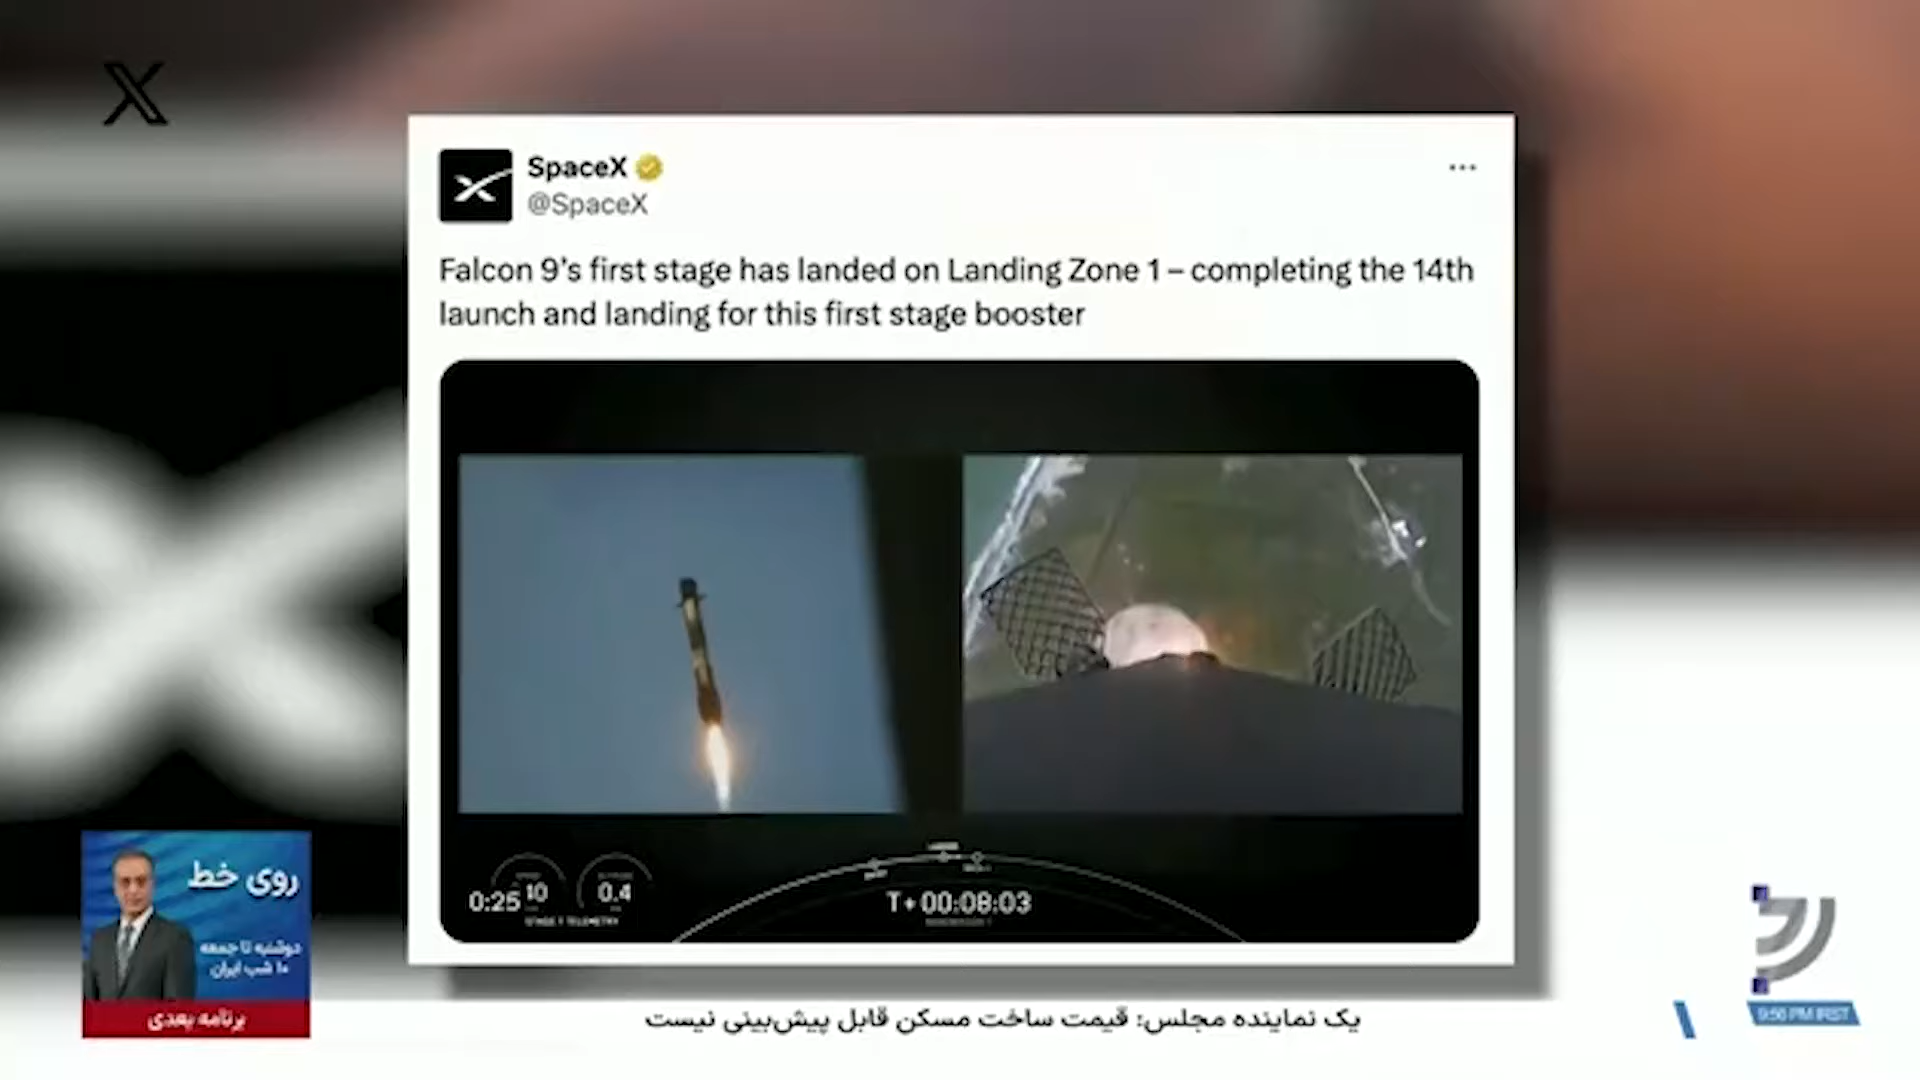 SpaceX
@SpaceX
Falcon 9's first stage has landed on Landing Zone 1 – completing the 14th
launch and landing for this first stage booster
0:25
10
0.4
STAGE 1 TELEMETRY
T+00:08:03
روی خط
دوشنبه تا جمعه
۱۰ شب ایران
برنامه بعدی
یک نماینده مجلس: قیمت ساخت مسکن قابل پیش‌بینی نیست
9:56 PM IRST